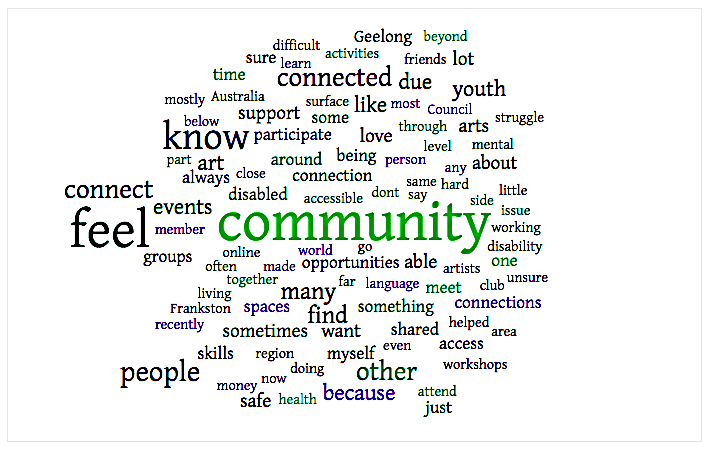 Geelong beyond
difficult
sure activities friends lot
learn
time connected due youth
mostly Australia surface like most Council
below support some through arts struggle
know participate love level mental
part art around being person any about
always close connection same hard
connect disabled accessible dont say side little
feel events community issue
member working
groups online world go disability
often made opportunities able artists one
together far language meet club unsure
living many
Frankston spaces find something connections
recently sometimes want shared helped area
even access
skills region myself
people doing other workshops
money now because attend
safe health just